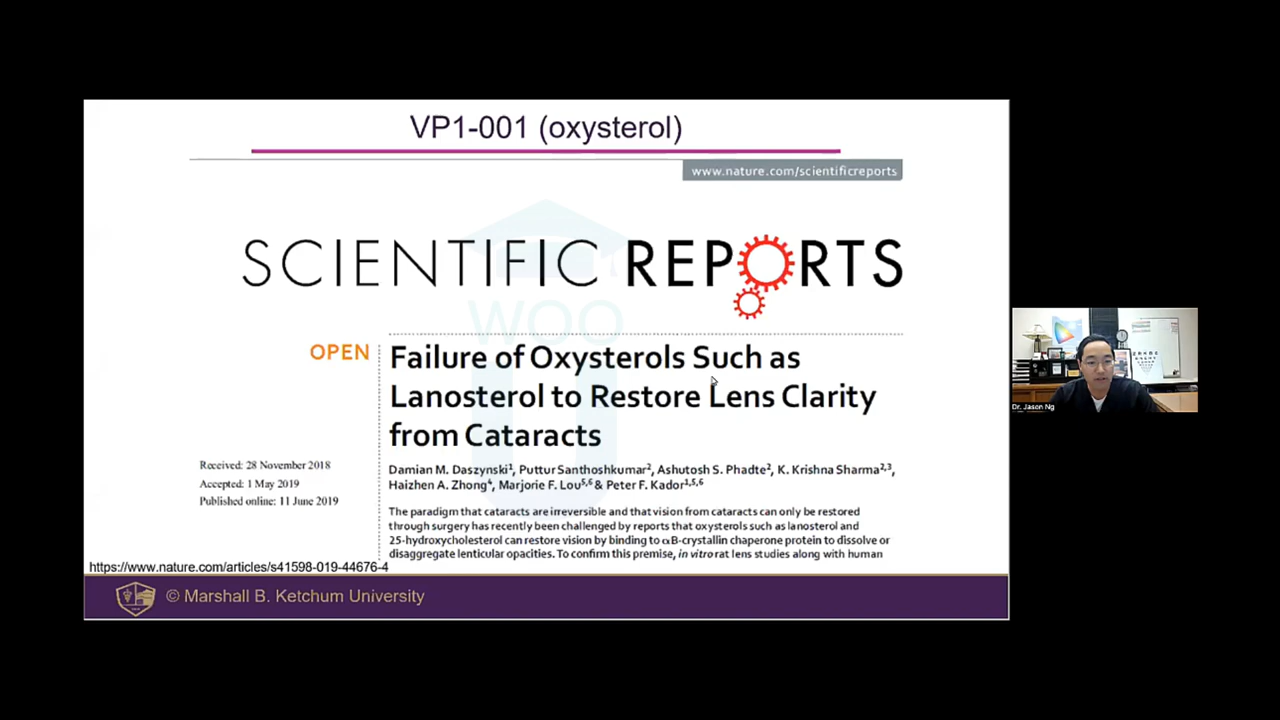 VP1-001 (oxysterol)
www.nature.com/scientificreports
SCIENTIFIC REPORTS
WOO
U
OPEN
Failure of Oxysterols Such as
Lanosterol to Restore Lens Clarity
from Cataracts
Received: 28 November 2018
Accepted: 1 May 2019
Published online: 11 June 2019
Damian M. Daszynski1, Puttur Santhoshkumar2, Ashutosh S. Phadte2, K. Krishna Sharma2,3,
Haizhen A. Zhong4, Marjorie F. Lou5,6 & Peter F. Kador1,5,6
The paradigm that cataracts are irreversible and that vision from cataracts can only be restored
through surgery has recently been challenged by reports that oxysterols such as lanosterol and
25-hydroxycholesterol can restore vision by binding to αB-crystallin chaperone protein to dissolve or
disaggregate lenticular opacities. To confirm this premise, in vitro rat lens studies along with human
https://www.nature.com/articles/s41598-019-44676-4
© Marshall B. Ketchum University
Dr. Jason Ng